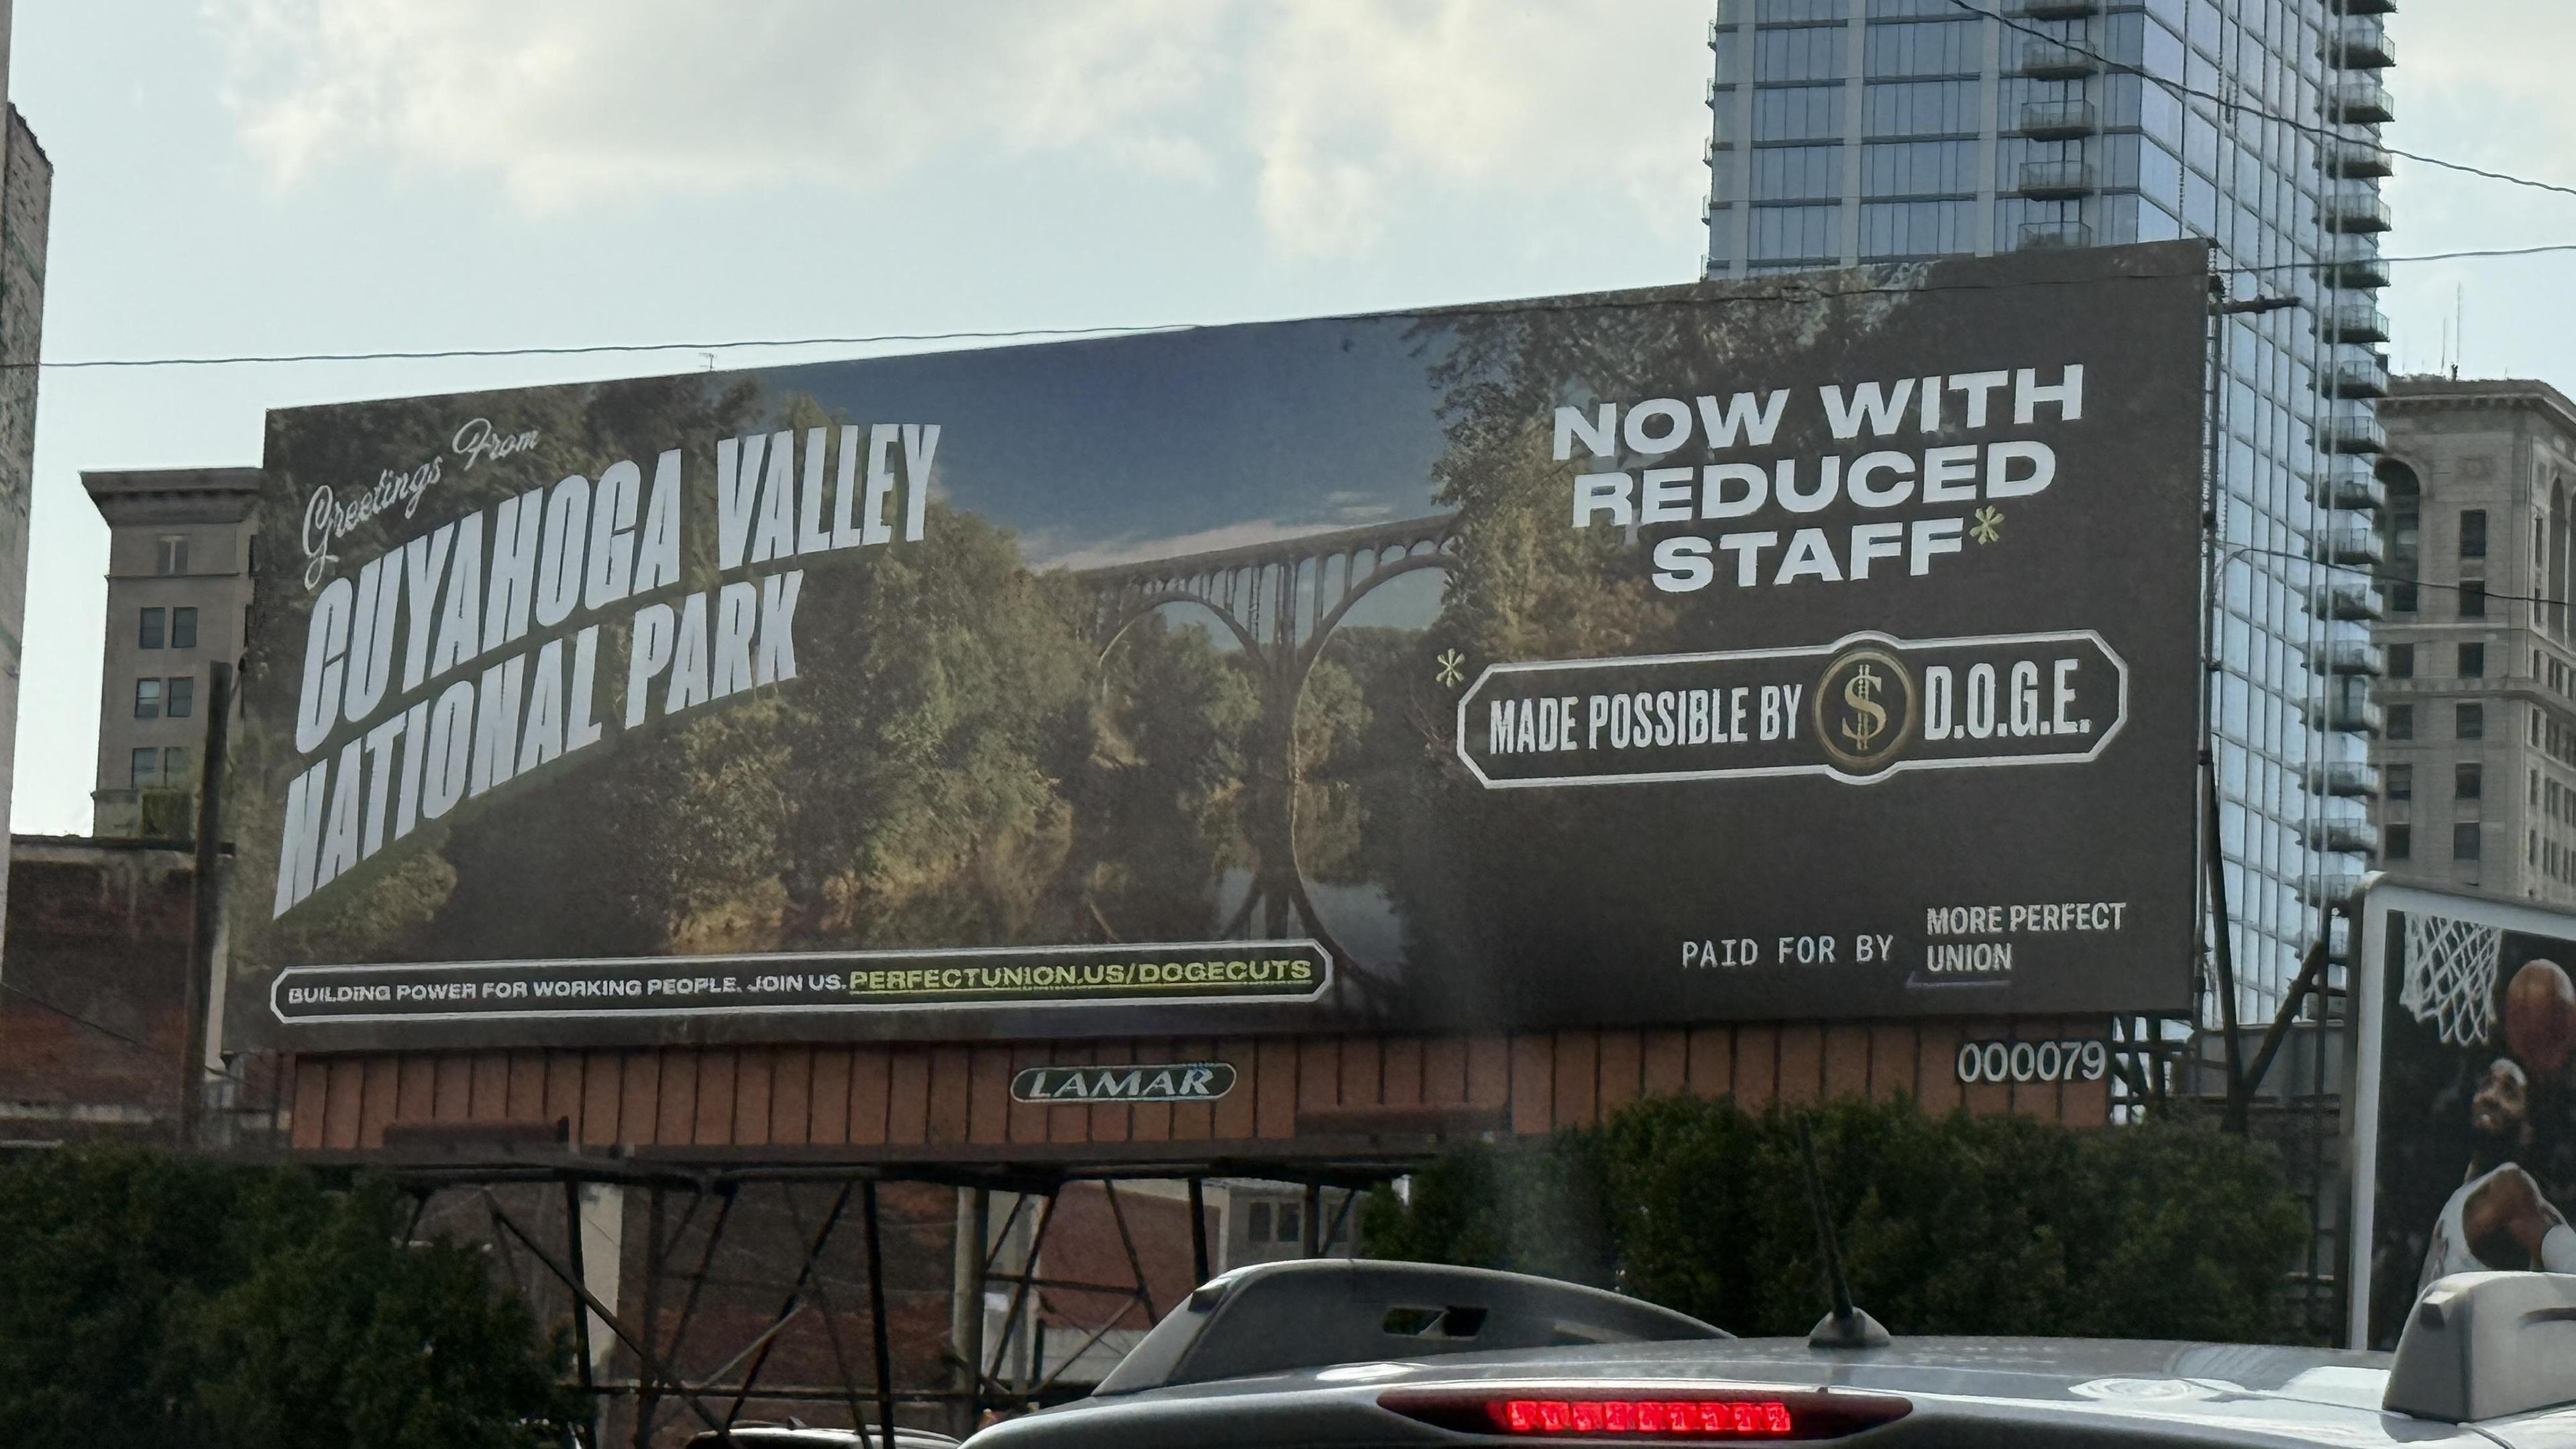 Greetings From
CUYAHOGA VALLEY
NATIONAL PARK
NOW WITH
REDUCED
STAFF*
* MADE POSSIBLE BY $ D.O.G.E.
BUILDING POWER FOR WORKING PEOPLE. JOIN US. PERFECTUNION.US/DOGECUTS
PAID FOR BY MORE PERFECT
UNION
LAMAR
000079